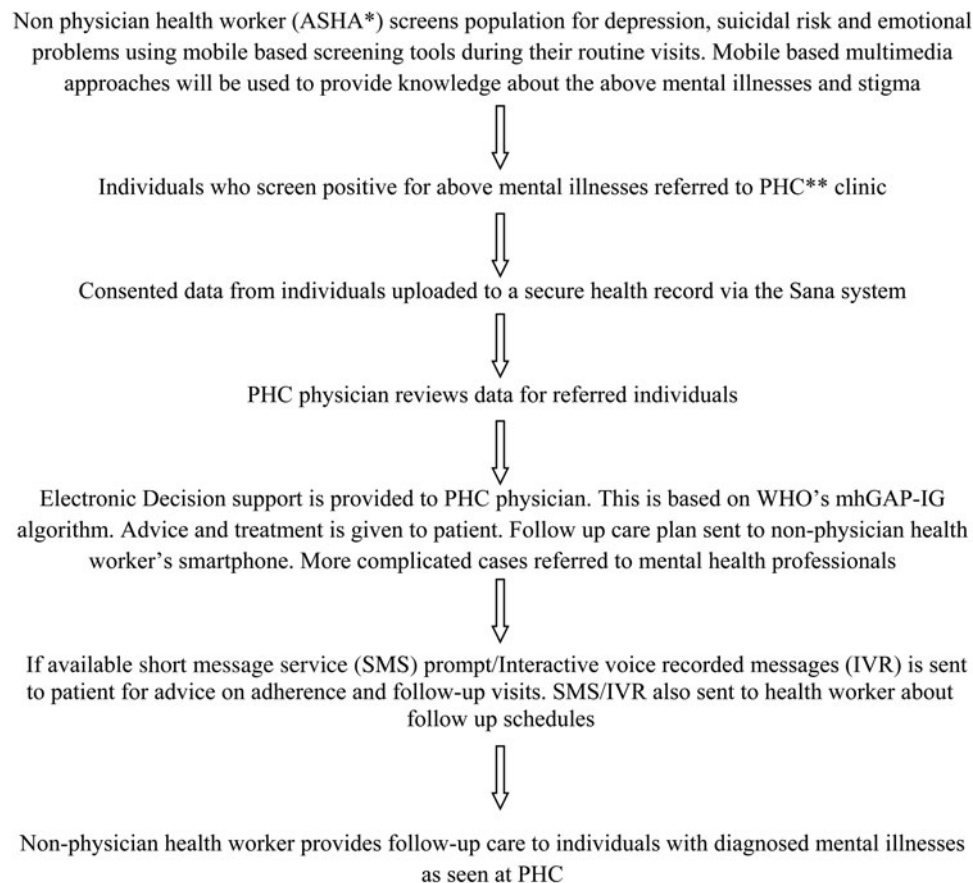 Non physician health worker (ASHA*) screens population for depression, suicidal risk and emotional
problems using mobile based screening tools during their routine visits. Mobile based multimedia
approaches will be used to provide knowledge about the above mental illnesses and stigma
Individuals who screen positive for above mental illnesses referred to PHC** clinic
Consented data from individuals uploaded to a secure health record via the Sana system
PHC physician reviews data for referred individuals
Electronic Decision support is provided to PHC physician. This is based on WHO’s mhGAP-IG
algorithm. Advice and treatment is given to patient. Follow up care plan sent to non-physician health
worker’s smartphone. More complicated cases referred to mental health professionals
If available short message service (SMS) prompt/Interactive voice recorded messages (IVR) is sent
to patient for advice on adherence and follow-up visits. SMS/IVR also sent to health worker about
follow up schedules
Non-physician health worker provides follow-up care to individuals with diagnosed mental illnesses
as seen at PHC